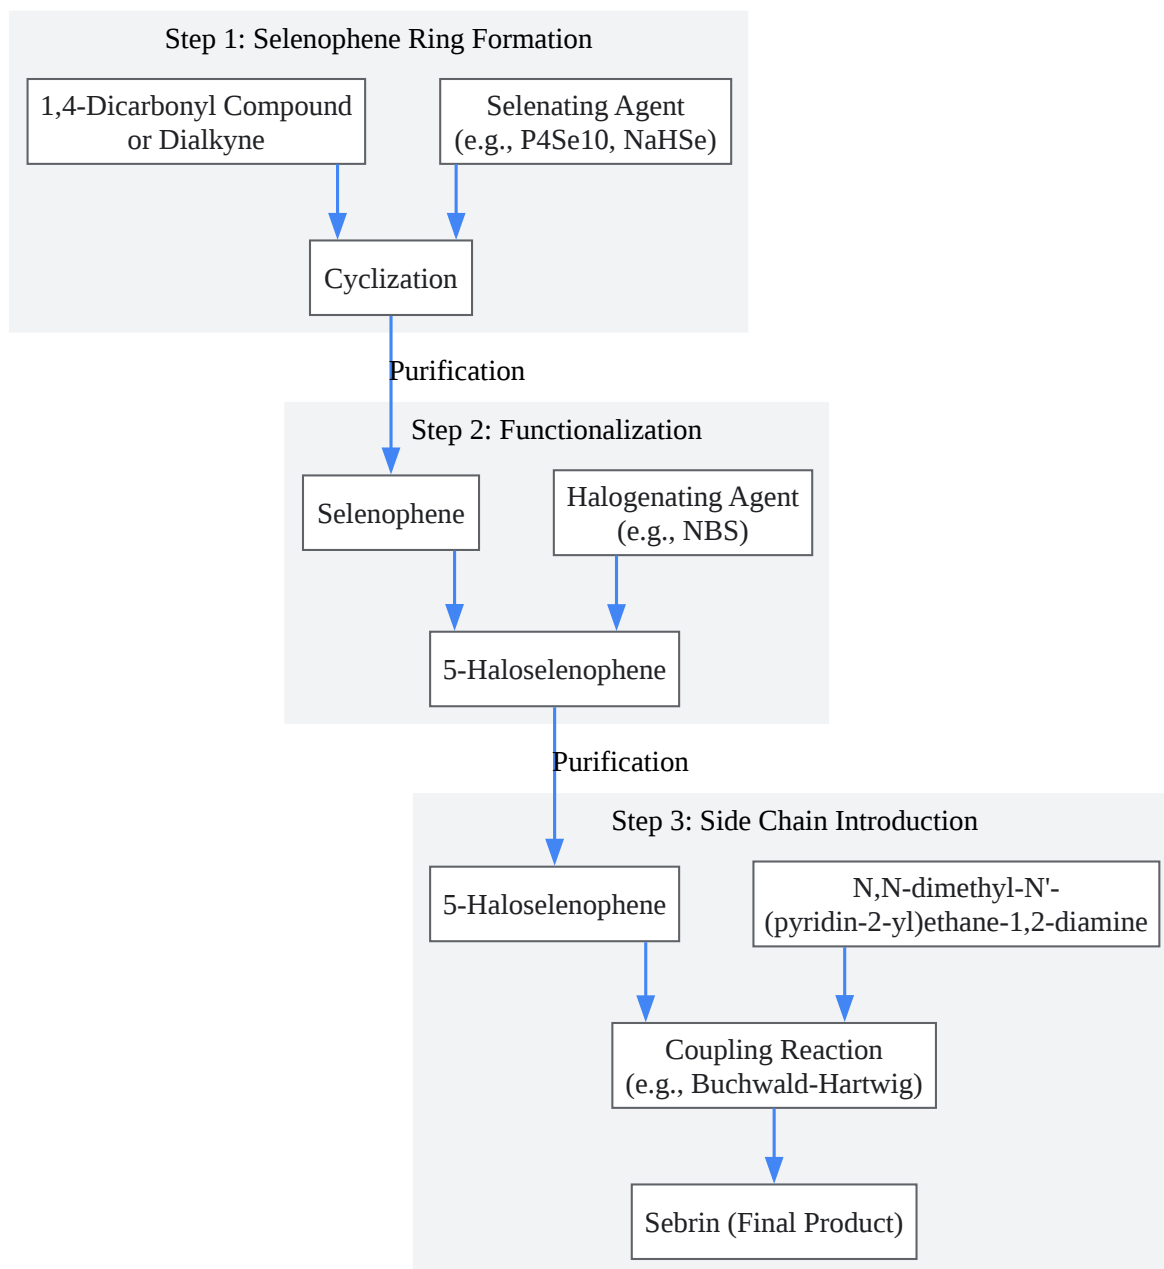 Step 1: Selenophene Ring Formation
1,4-Dicarbonyl Compound
or Dialkyne
Selenating Agent
(e.g., P4Se10, NaHSe)
Cyclization
Purification
Step 2: Functionalization
Selenophene
Halogenating Agent
(e.g., NBS)
5-Haloselenophene
Purification
Step 3: Side Chain Introduction
5-Haloselenophene
N,N-dimethyl-N'-
(pyridin-2-yl)ethane-1,2-diamine
Coupling Reaction
(e.g., Buchwald-Hartwig)
Sebrin (Final Product)